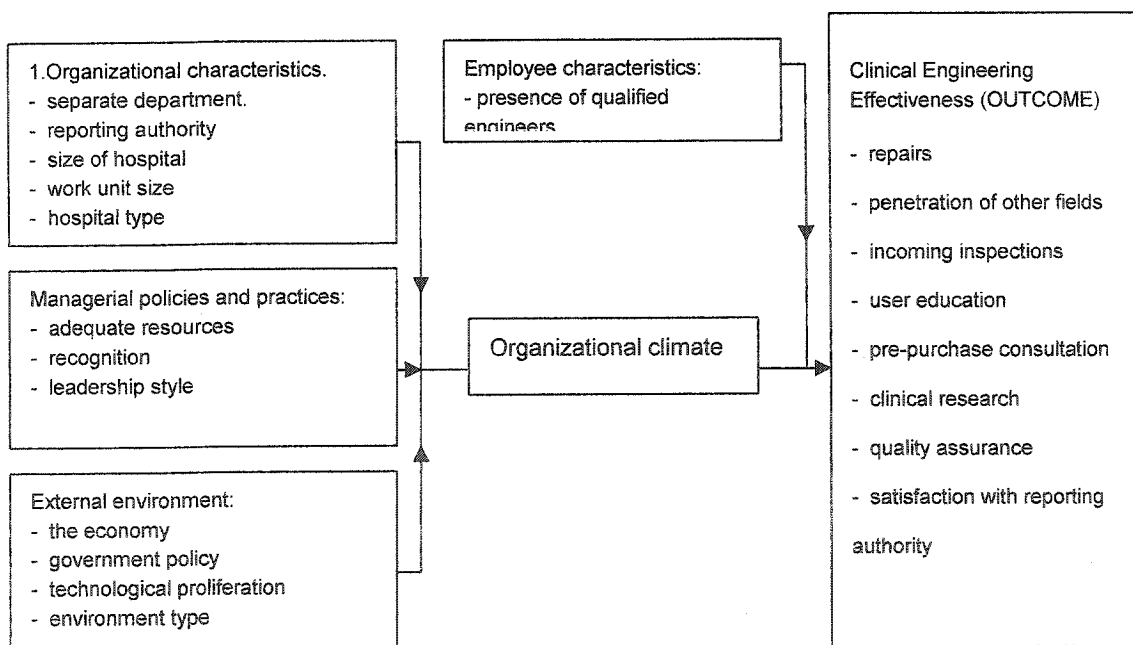 1.Organizational characteristics.
- separate department.
- reporting authority
- size of hospital
- work unit size
- hospital type
Managerial policies and practices:
- adequate resources
- recognition
- leadership style
External environment:
- the economy
- government policy
- technological proliferation
- environment type
Employee characteristics:
- presence of qualified
engineers
Organizational climate
Clinical Engineering
Effectiveness (OUTCOME)
- repairs
- penetration of other fields
- incoming inspections
- user education
- pre-purchase consultation
- clinical research
- quality assurance
- satisfaction with reporting
authority